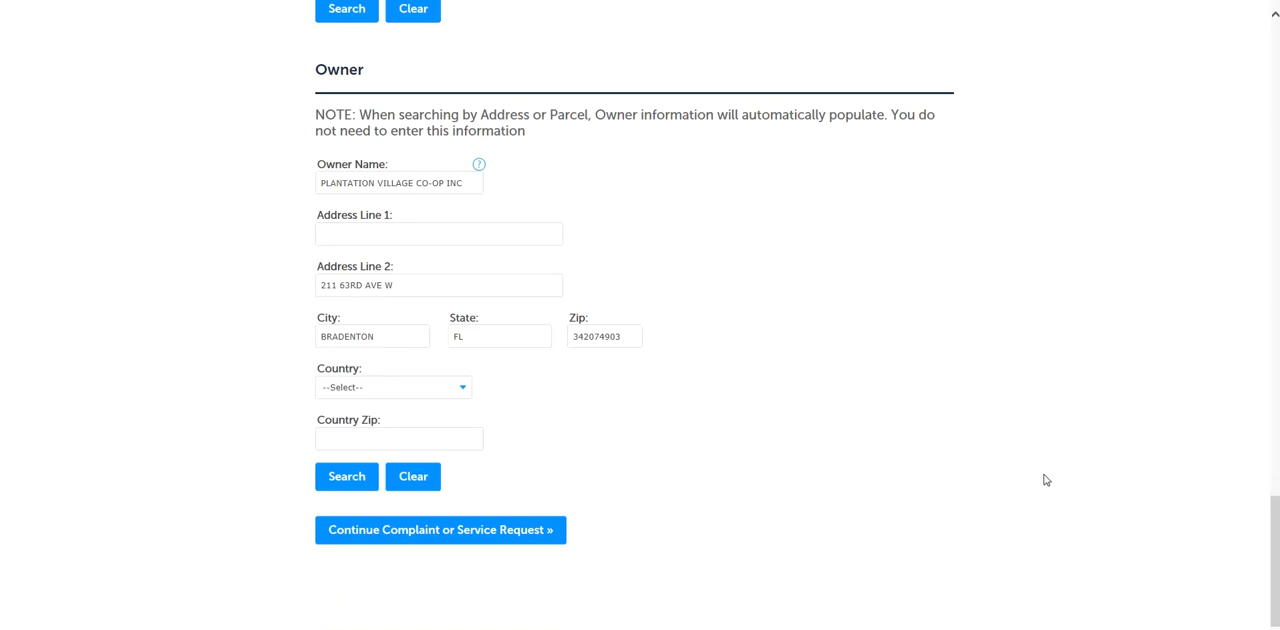 Search Clear
Owner
NOTE: When searching by Address or Parcel, Owner information will automatically populate. You do
not need to enter this information
Owner Name: ?
PLANTATION VILLAGE CO-OP INC
Address Line 1:
Address Line 2:
211 63RD AVE W
City: State: Zip:
BRADENTON FL 342074903
Country:
--Select--
Country Zip:
Search Clear
Continue Complaint or Service Request »